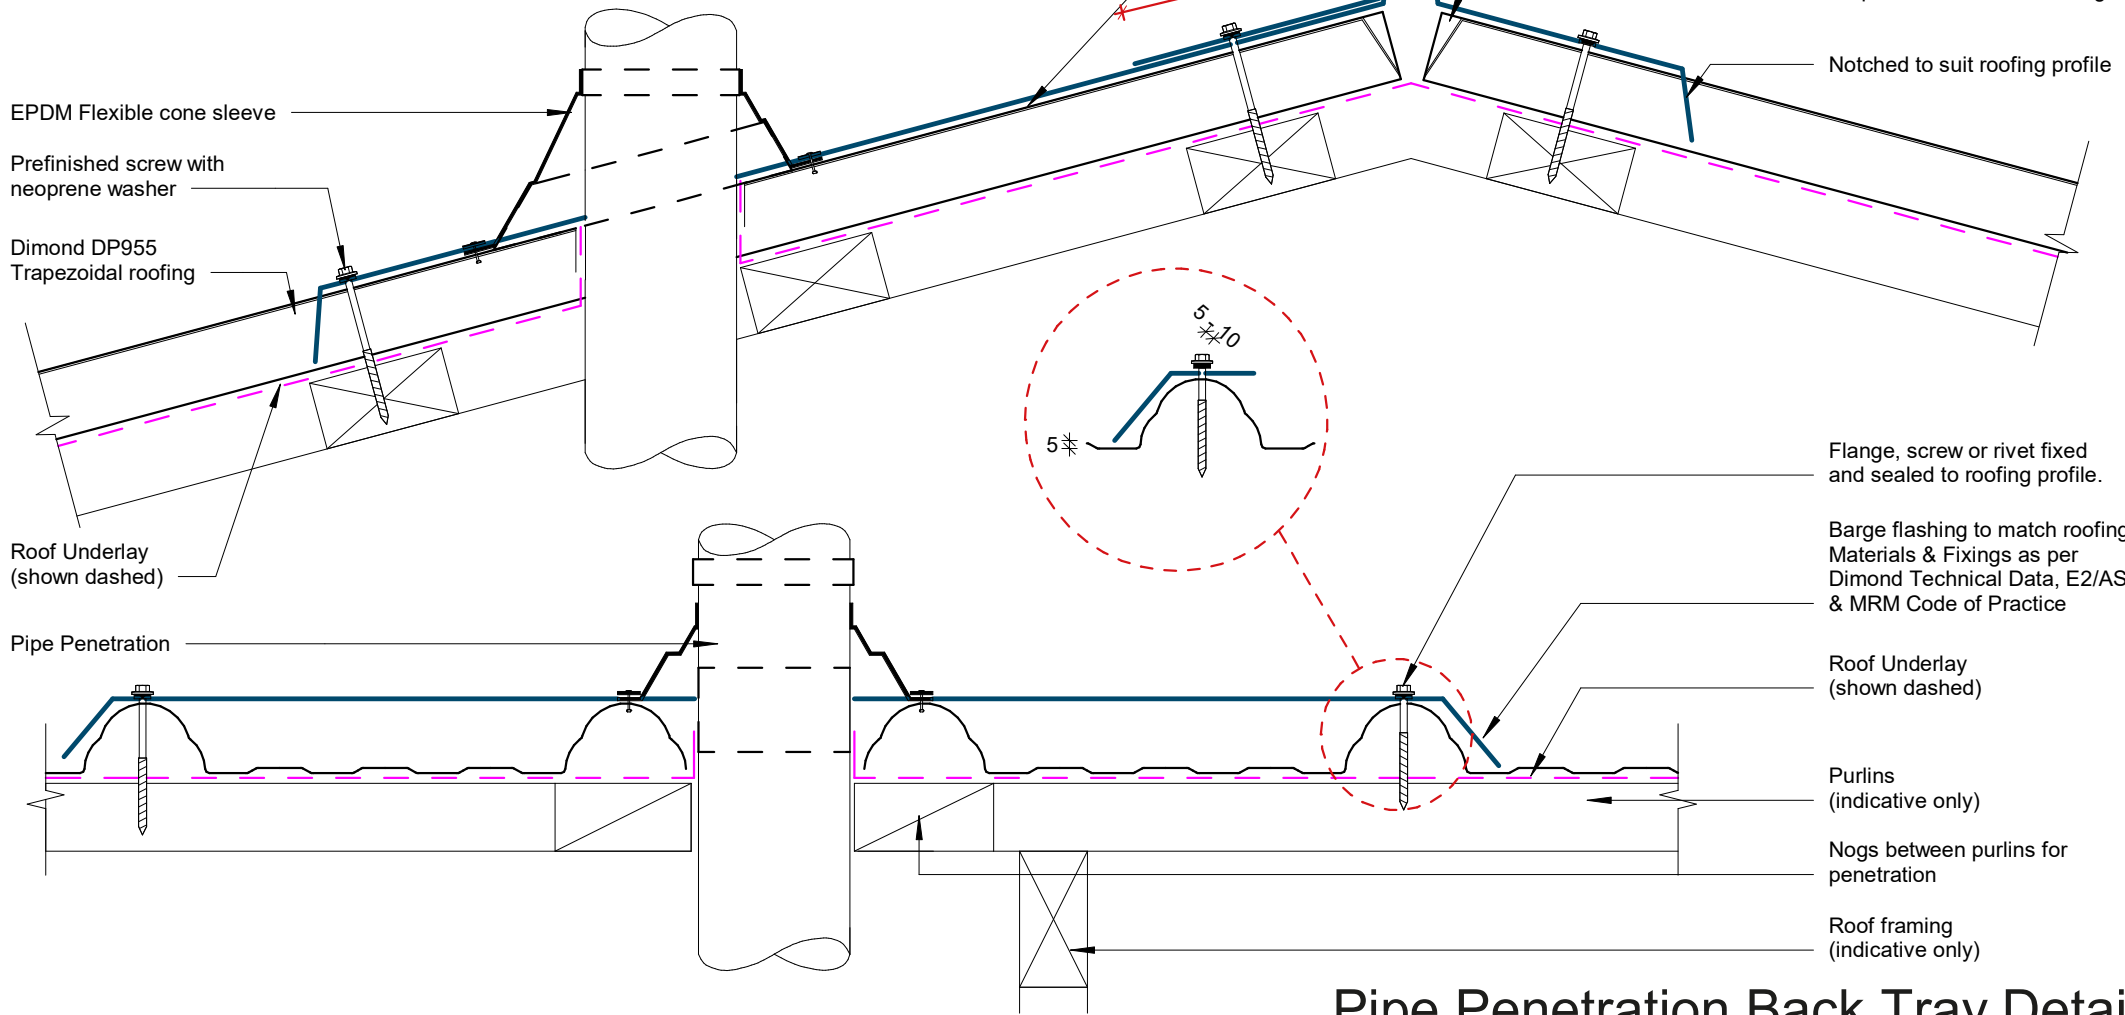 Notched to suit roofing profile
EPDM Flexible cone sleeve
Prefinished screw with
neoprene washer
Dimond DP955
Trapezoidal roofing
5 - 10
5
Flange, screw or rivet fixed
and sealed to roofing profile.
Roof Underlay
(shown dashed)
Barge flashing to match roofing
Materials & Fixings as per
Dimond Technical Data, E2/AS
& MRM Code of Practice
Pipe Penetration
Roof Underlay
(shown dashed)
Purlins
(indicative only)
Nogs between purlins for
penetration
Roof framing
(indicative only)
Pipe Penetration Back Tray Detai